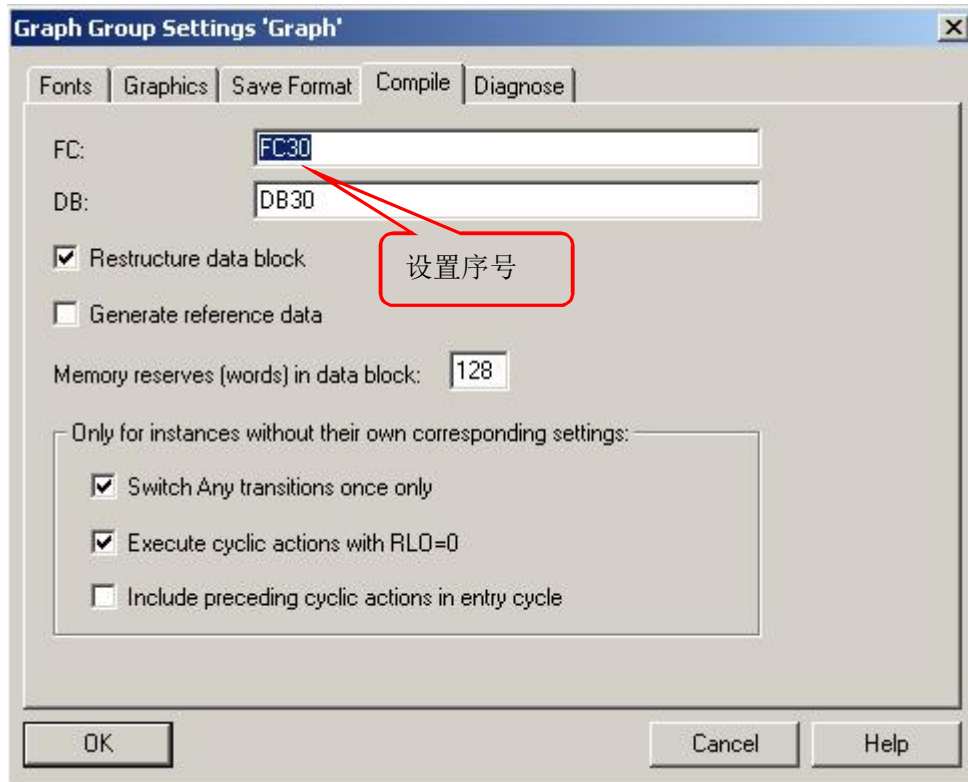 Graph Group Settings 'Graph'
Fonts Graphics Save Format Compile Diagnose
FC: FC30
DB: DB30
设置序号
Restructure data block
Generate reference data
Memory reserves (words) in data block: 128
Only for instances without their own corresponding settings:
Switch Any transitions once only
Execute cyclic actions with RLO=0
Include preceding cyclic actions in entry cycle
OK Cancel Help